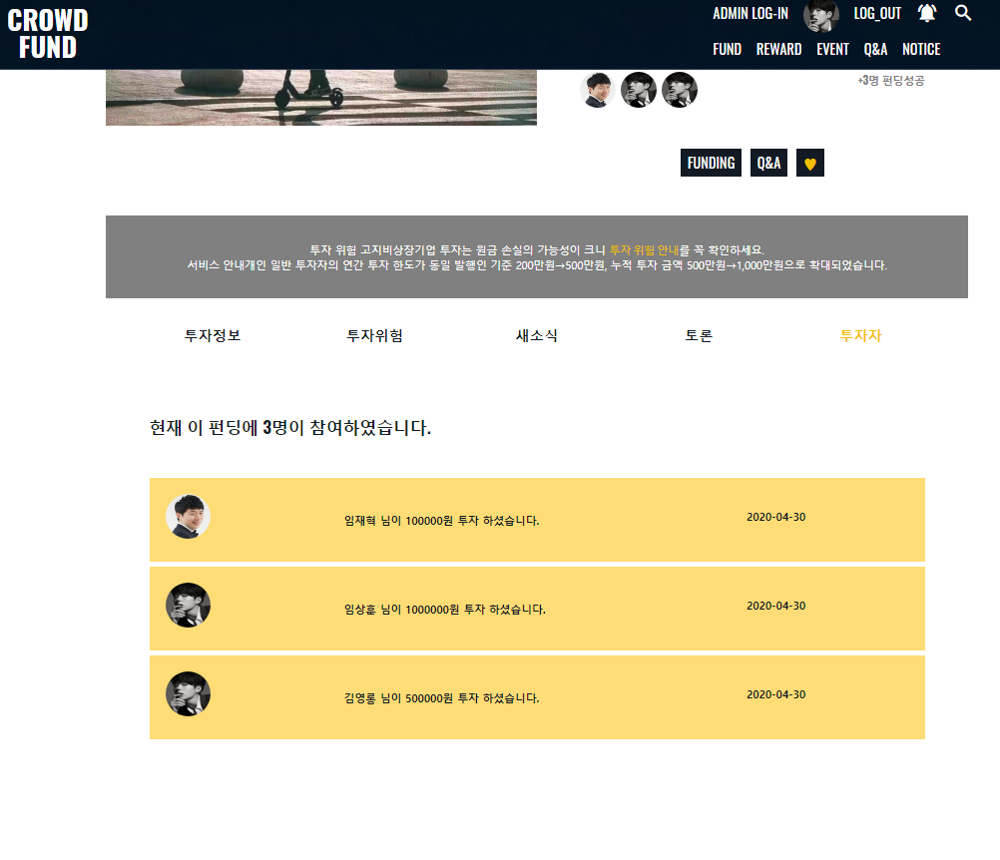 CROWD
FUND
ADMIN LOG-IN
LOG_OUT
FUND REWARD EVENT Q&A NOTICE
+3명 펀딩성공
FUNDING
Q&A
투자 위험 고지비상장기업 투자는 원금 손실의 가능성이 크니 투자 위험 안내를 꼭 확인하세요.
서비스 안내개인 일반 투자자의 연간 투자 한도가 동일 발행인 기준 200만원→500만원, 누적 투자 금액 500만원→1,000만원으로 확대되었습니다.
투자정보 투자위험 새소식 토론 투자자
현재 이 펀딩에 3명이 참여하였습니다.
임재혁 님이 100000원 투자 하셨습니다. 2020-04-30
임상훈 님이 1000000원 투자 하셨습니다. 2020-04-30
김영롱 님이 500000원 투자 하셨습니다. 2020-04-30